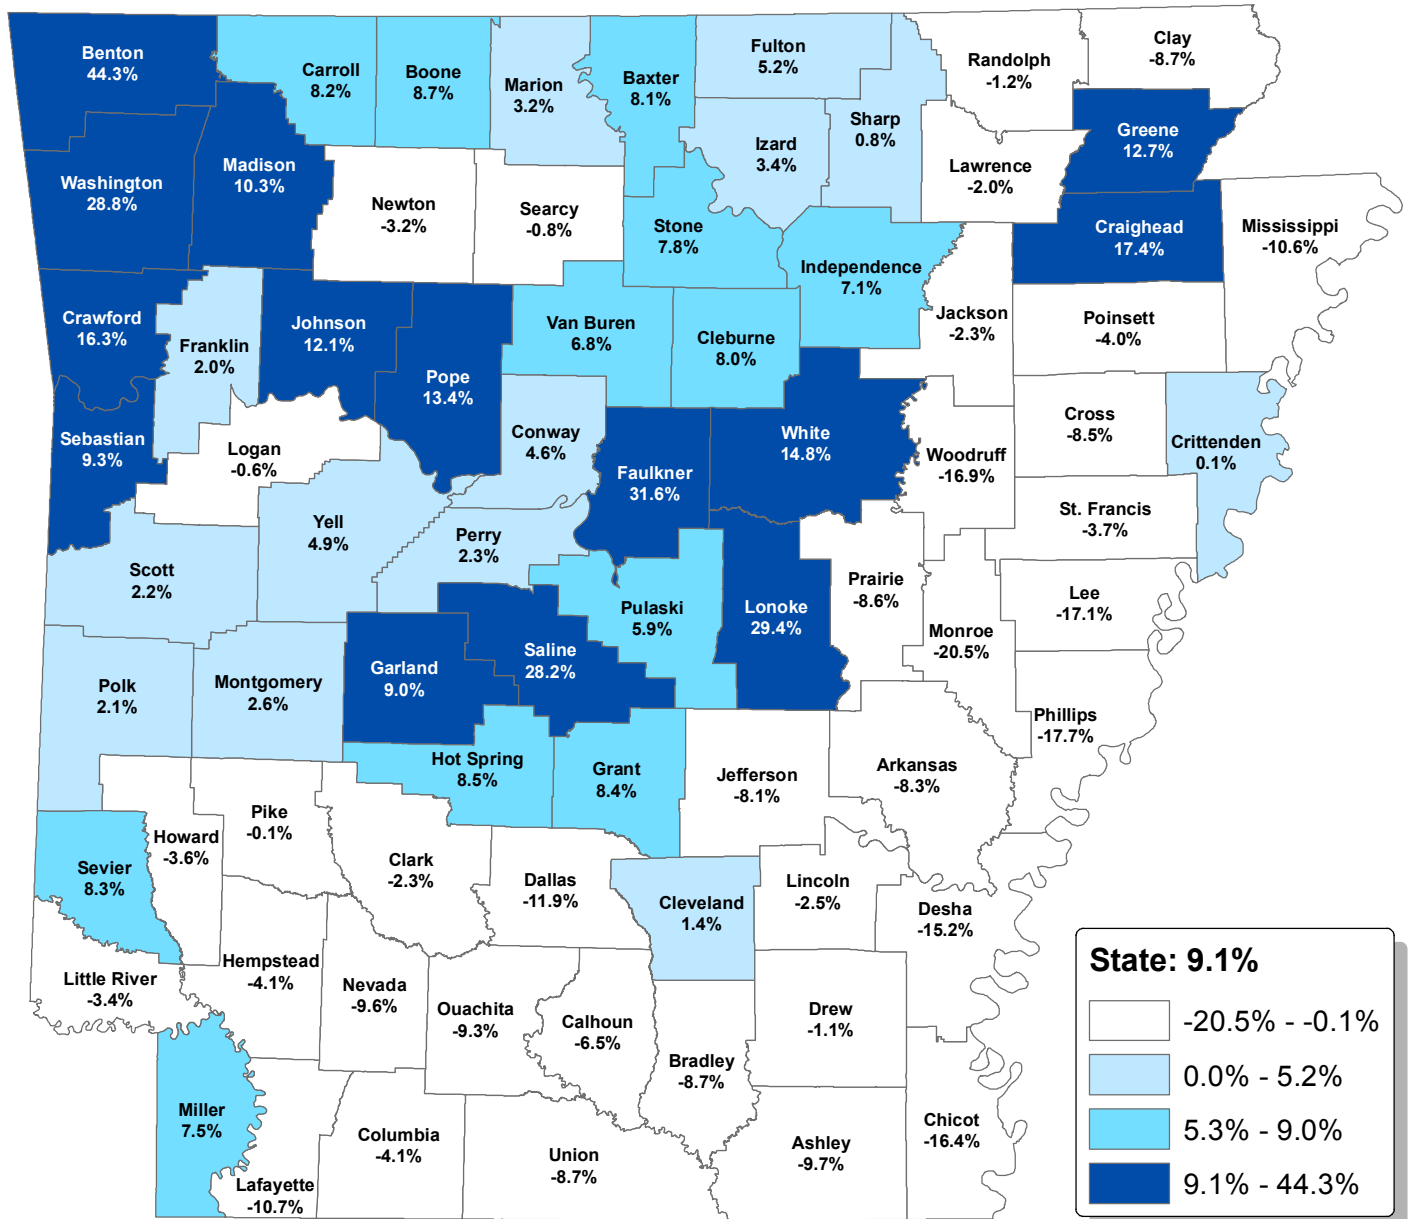 Benton
44.3%
Carroll
8.2%
Boone
8.7%
Marion
3.2%
Baxter
8.1%
Fulton
5.2%
Randolph
-1.2%
Clay
-8.7%
Sharp
0.8%
Izard
3.4%
Greene
12.7%
Lawrence
-2.0%
Washington
28.8%
Madison
10.3%
Newton
-3.2%
Searcy
-0.8%
Stone
7.8%
Independence
7.1%
Craighead
17.4%
Mississippi
-10.6%
Crawford
16.3%
Franklin
2.0%
Johnson
12.1%
Pope
13.4%
Van Buren
6.8%
Cleburne
8.0%
Jackson
-2.3%
Poinsett
-4.0%
Sebastian
9.3%
Logan
-0.6%
Conway
4.6%
Faulkner
31.6%
White
14.8%
Woodruff
-16.9%
Cross
-8.5%
Crittenden
0.1%
St. Francis
-3.7%
Yell
4.9%
Perry
2.3%
Scott
2.2%
Pulaski
5.9%
Lonoke
29.4%
Prairie
-8.6%
Monroe
-20.5%
Lee
-17.1%
Polk
2.1%
Montgomery
2.6%
Garland
9.0%
Saline
28.2%
Phillips
-17.7%
Hot Spring
8.5%
Grant
8.4%
Jefferson
-8.1%
Arkansas
-8.3%
Sevier
8.3%
Howard
-3.6%
Pike
-0.1%
Clark
-2.3%
Dallas
-11.9%
Cleveland
1.4%
Lincoln
-2.5%
Desha
-15.2%
Little River
-3.4%
Hempstead
-4.1%
Nevada
-9.6%
Ouachita
-9.3%
Calhoun
-6.5%
Bradley
-8.7%
Drew
-1.1%
Miller
7.5%
Lafayette
-10.7%
Columbia
-4.1%
Union
-8.7%
Ashley
-9.7%
Chicot
-16.4%
State: 9.1%
-20.5% - -0.1%
0.0% - 5.2%
5.3% - 9.0%
9.1% - 44.3%